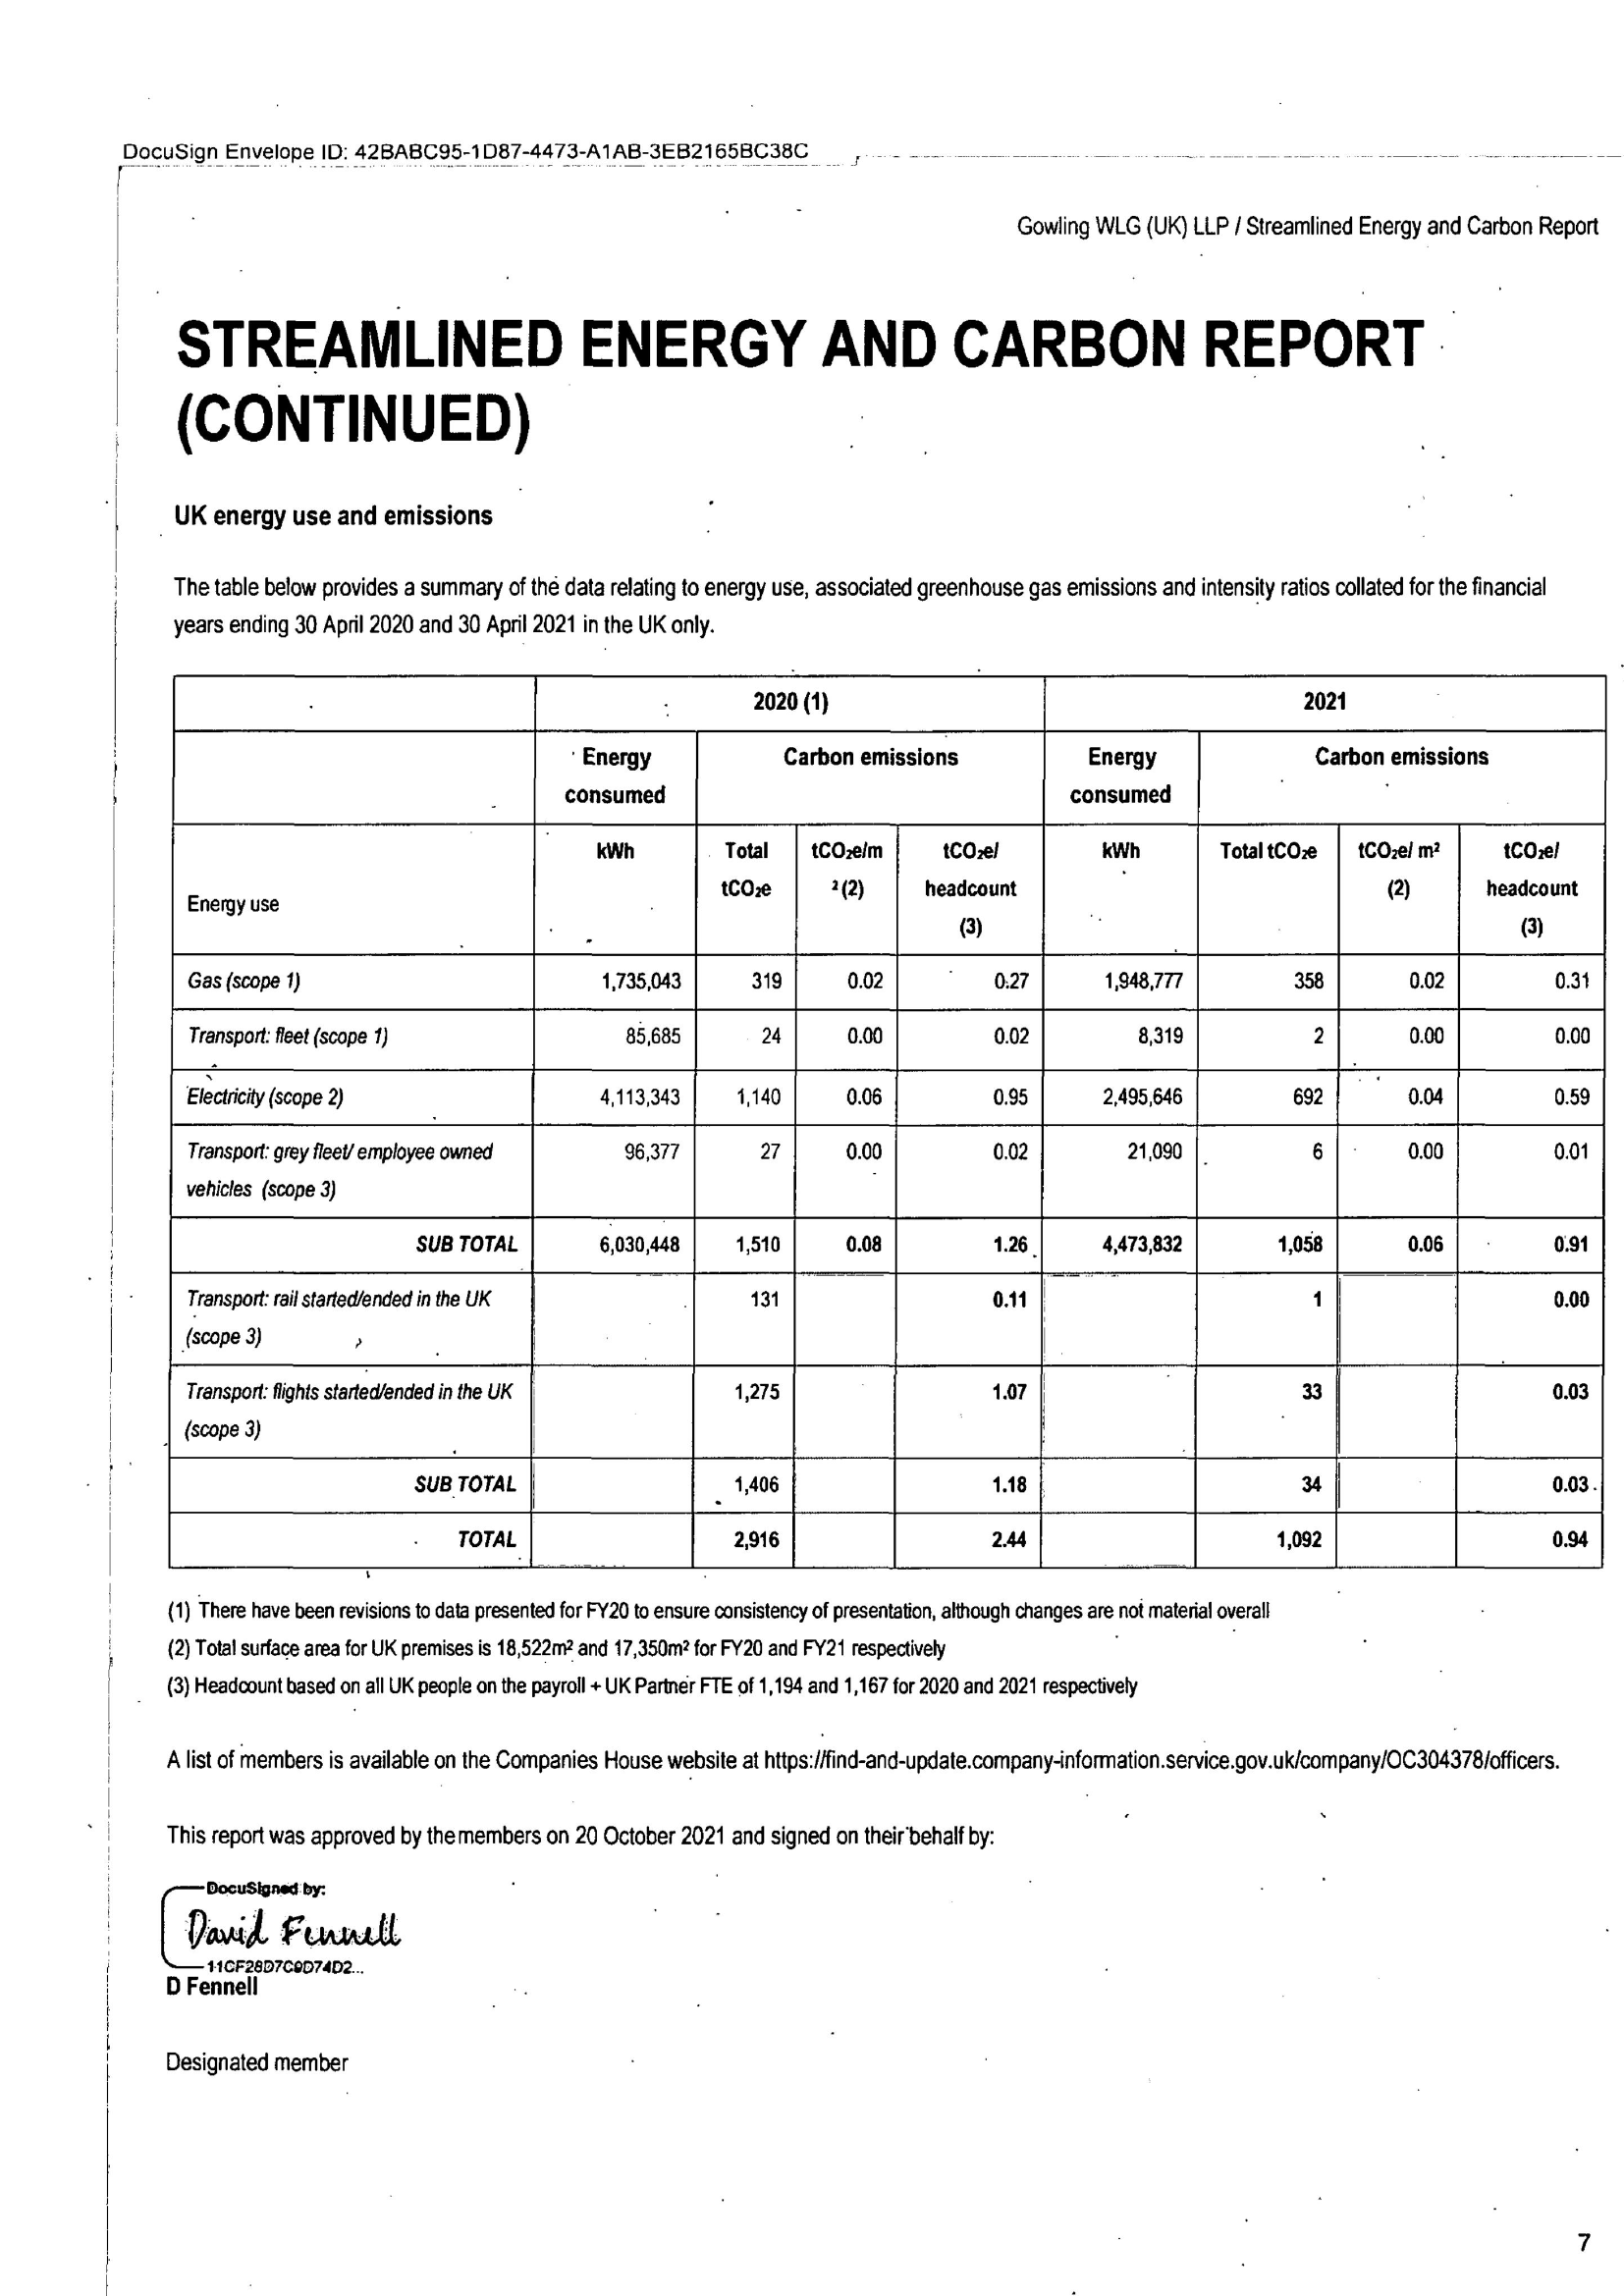 DocuSign Envelope ID: 42BABC95-1D87-4473-A1AB-3EB2165BC38C
Gowling WLG (UK) LLP / Streamlined Energy and Carbon Report
STREAMLINED ENERGY AND CARBON REPORT
(CONTINUED)
UK energy use and emissions
The table below provides a summary of the data relating to energy use, associated greenhouse gas emissions and intensity ratios collated for the financial
years ending 30 April 2020 and 30 April 2021 in the UK only.
2020 (1) 2021
Energy Carbon emissions Energy Carbon emissions
consumed consumed
kWh Total tCO₂e/m tCO₂e/ kWh Total tCO₂e tCO₂e/ m² tCO₂e/
tCO₂e ² (2) headcount (2) headcount
Energy use
(3) (3)
Gas (scope 1) 1,735,043 319 0.02 0.27 1,948,777 358 0.02 0.31
Transport: fleet (scope 1) 85,685 24 0.00 0.02 8,319 2 0.00 0.00
Electricity (scope 2) 4,113,343 1,140 0.06 0.95 2,495,646 692 0.04 0.59
Transport: grey fleet/ employee owned 96,377 27 0.00 0.02 21,090 6 0.00 0.01
vehicles (scope 3)
SUB TOTAL 6,030,448 1,510 0.08 1.26 4,473,832 1,058 0.06 0.91
Transport: rail started/ended in the UK 131 0.11 1 0.00
(scope 3)
Transport: flights started/ended in the UK 1,275 1.07 33 0.03
(scope 3)
SUB TOTAL 1,406 1.18 34 0.03
TOTAL 2,916 2.44 1,092 0.94
(1) There have been revisions to data presented for FY20 to ensure consistency of presentation, although changes are not material overall
(2) Total surface area for UK premises is 18,522m² and 17,350m² for FY20 and FY21 respectively
(3) Headcount based on all UK people on the payroll + UK Partner FTE of 1,194 and 1,167 for 2020 and 2021 respectively
A list of members is available on the Companies House website at https://find-and-update.company-information.service.gov.uk/company/OC304378/officers.
This report was approved by the members on 20 October 2021 and signed on their behalf by:
DocuSigned by:
David Fennell
11CF28D7C9D74D2...
D Fennell
Designated member
7